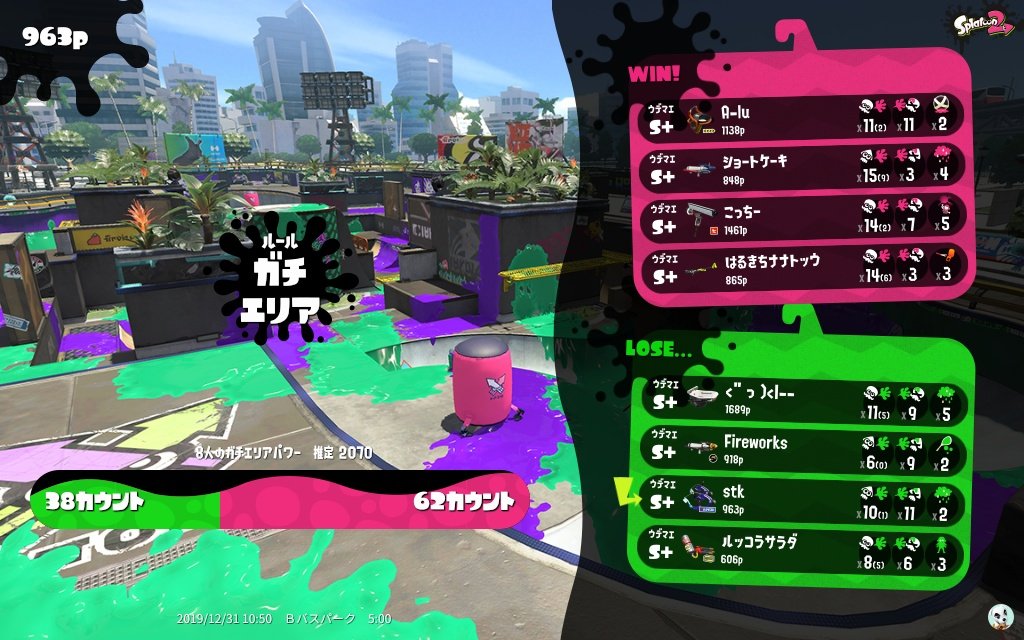 963p
Splatoon 2
ルール
ガチ
エリア
8人のガチエリアパワー 推定 2070
38カウント
62カウント
2019/12/31 10:50 Bバスパーク 5:00
WIN!
ウデマエ
S+
A-lu
1138p
x11(2) x11 x2
ウデマエ
S+
ショートケーキ
848p
x15(9) x3 x4
ウデマエ
S+
こっちー
1461p
x14(2) x7 x5
ウデマエ
S+
はるきちナナトゥウ
865p
x14(6) x3 x3
LOSE...
ウデマエ
S+
1689p
x11(5) x9 x5
ウデマエ
S+
Fireworks
918p
x6(0) x9 x2
ウデマエ
S+
stk
963p
x10(1) x11 x2
ウデマエ
S+
ルッコラサラダ
606p
x8(5) x6 x3